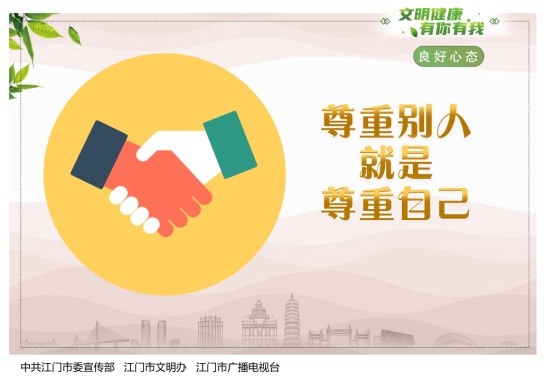 文明健康
有你有我
良好心态
尊重别人
就是
尊重自己
中共江门市委宣传部 江门市文明办 江门市广播电视台